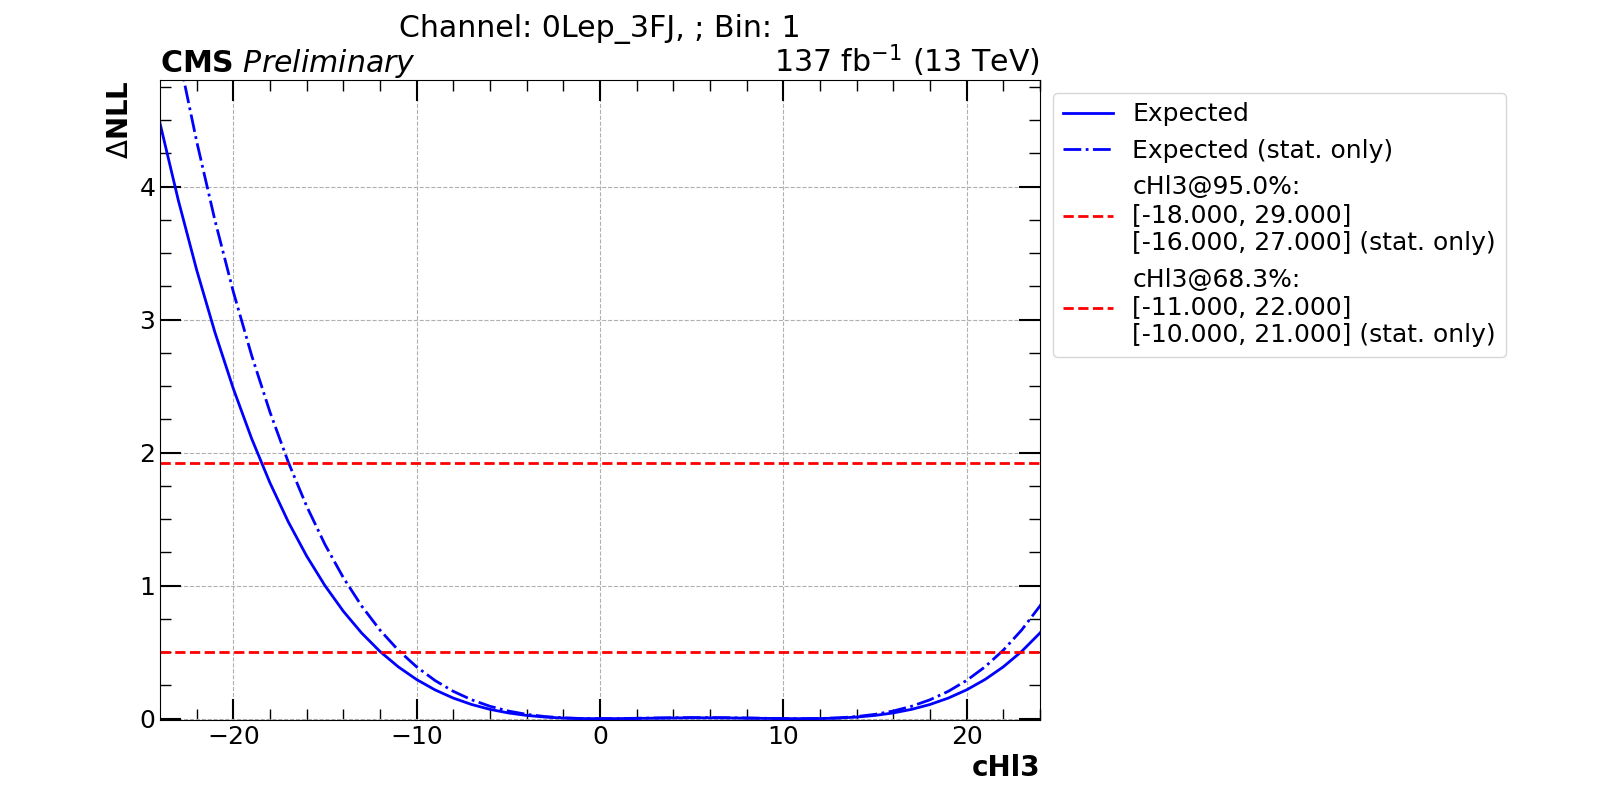 Channel: 0Lep_3FJ, ; Bin: 1
CMS Preliminary
137 fb⁻¹ (13 TeV)
ΔNLL
4
3
2
1
0
−20
−10
0
10
20
cHl3
Expected
Expected (stat. only)
cHl3@95.0%:
[-18.000, 29.000]
[-16.000, 27.000] (stat. only)
cHl3@68.3%:
[-11.000, 22.000]
[-10.000, 21.000] (stat. only)